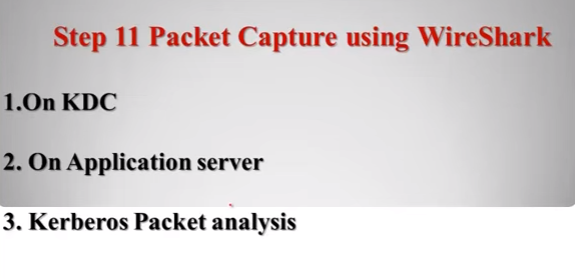 Step 11 Packet Capture using WireShark
1.On KDC
2. On Application server
3. Kerberos Packet analysis